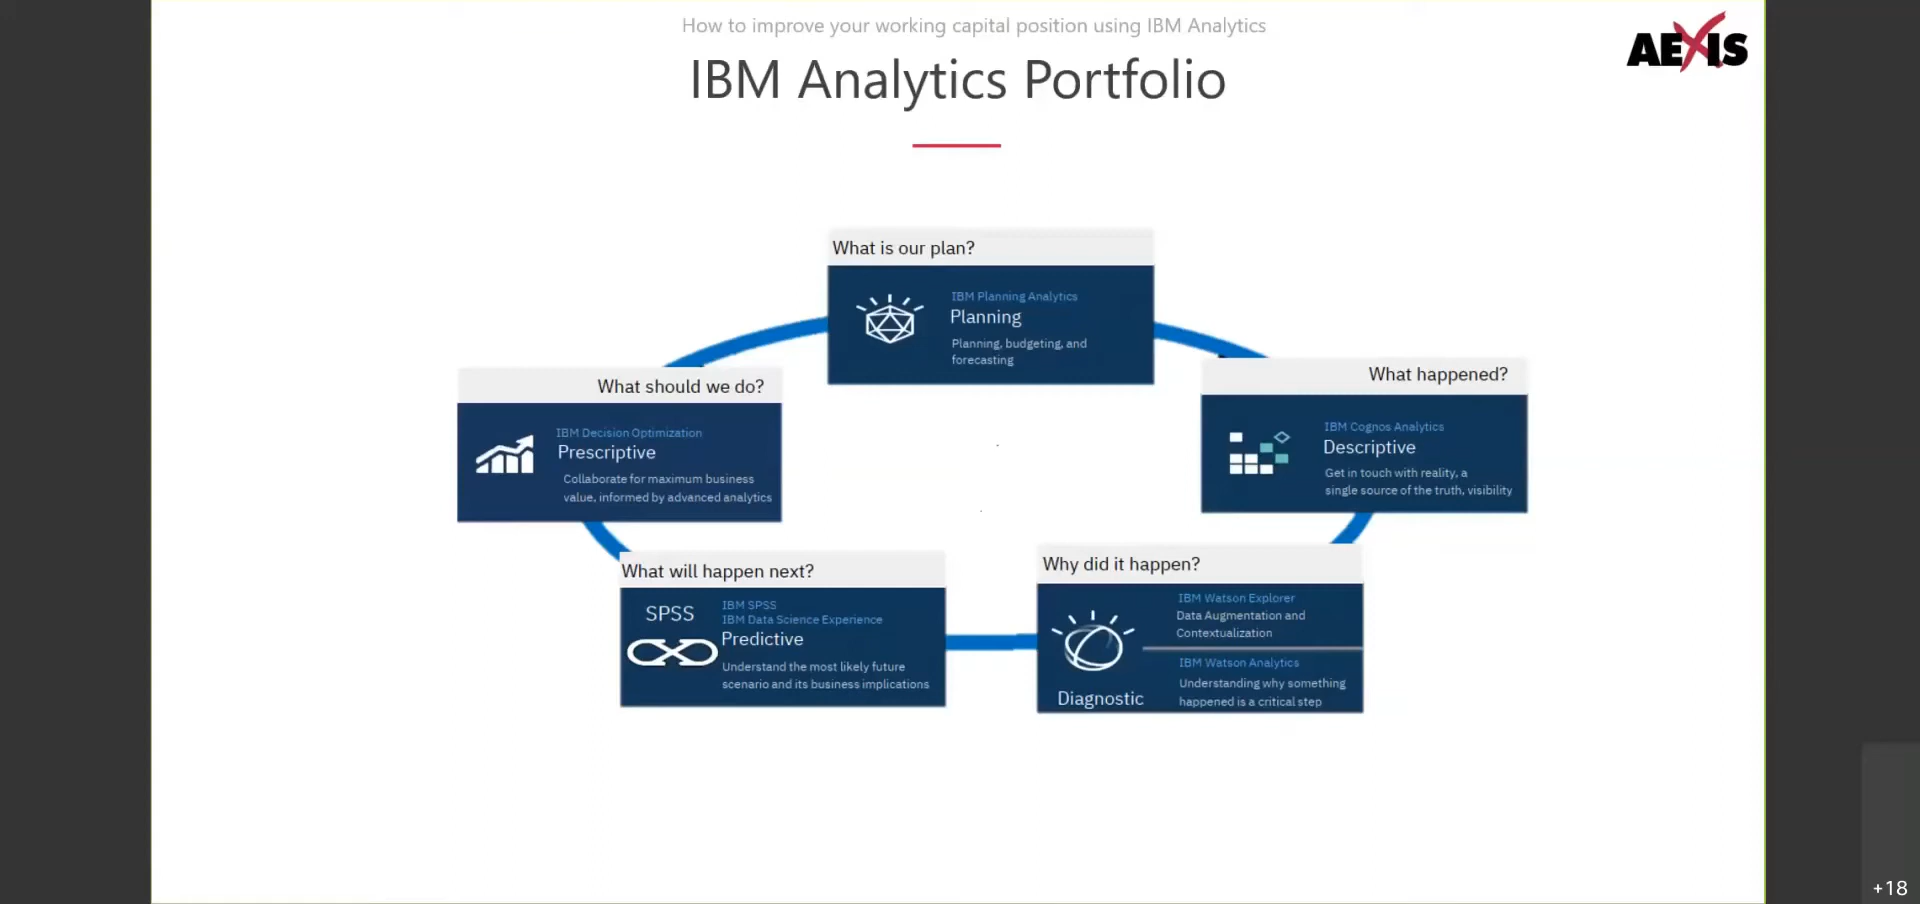 How to improve your working capital position using IBM Analytics
AEXIS
IBM Analytics Portfolio
What is our plan?
IBM Planning Analytics
Planning
Planning, budgeting, and
forecasting
What should we do?
IBM Decision Optimization
Prescriptive
Collaborate for maximum business
value, informed by advanced analytics
What happened?
IBM Cognos Analytics
Descriptive
Get in touch with reality, a
single source of the truth, visibility
What will happen next?
SPSS
IBM SPSS
IBM Data Science Experience
Predictive
Understand the most likely future
scenario and its business implications
Why did it happen?
IBM Watson Explorer
Data Augmentation and
Contextualization
IBM Watson Analytics
Understanding why something
happened is a critical step
Diagnostic
+18